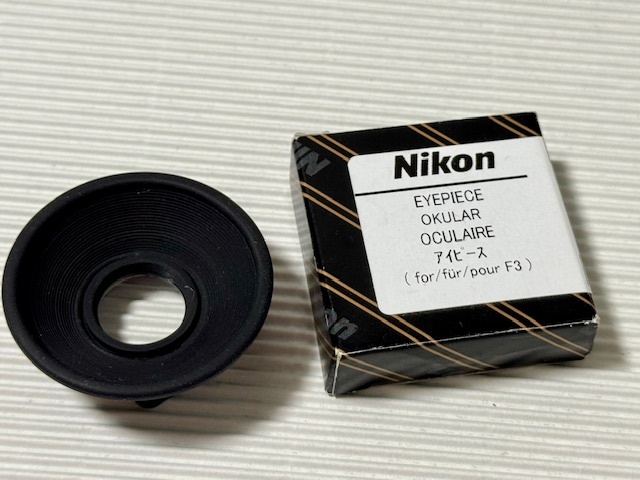 Nikon
EYEPIECE
OKULAR
OCULAIRE
アイピース
( for/für/pour F3 )